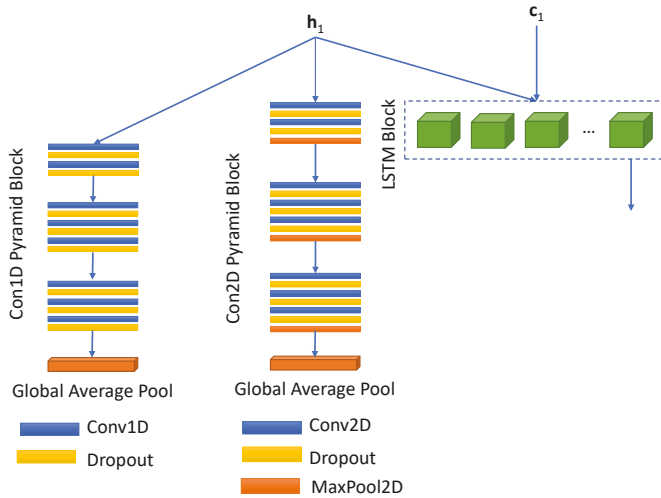 h1
c1
LSTM Block
...
Con1D Pyramid Block
Con2D Pyramid Block
Global Average Pool
Global Average Pool
Conv1D
Dropout
Conv2D
Dropout
MaxPool2D